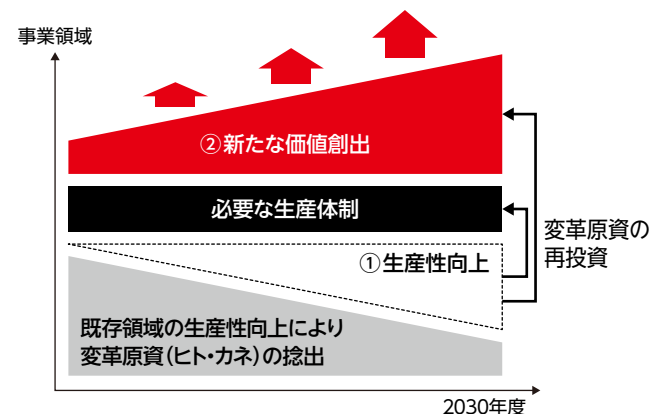 事業領域
②新たな価値創出
必要な生産体制
①生産性向上
変革原資の
再投資
既存領域の生産性向上により
変革原資(ヒト・カネ)の捻出
2030年度